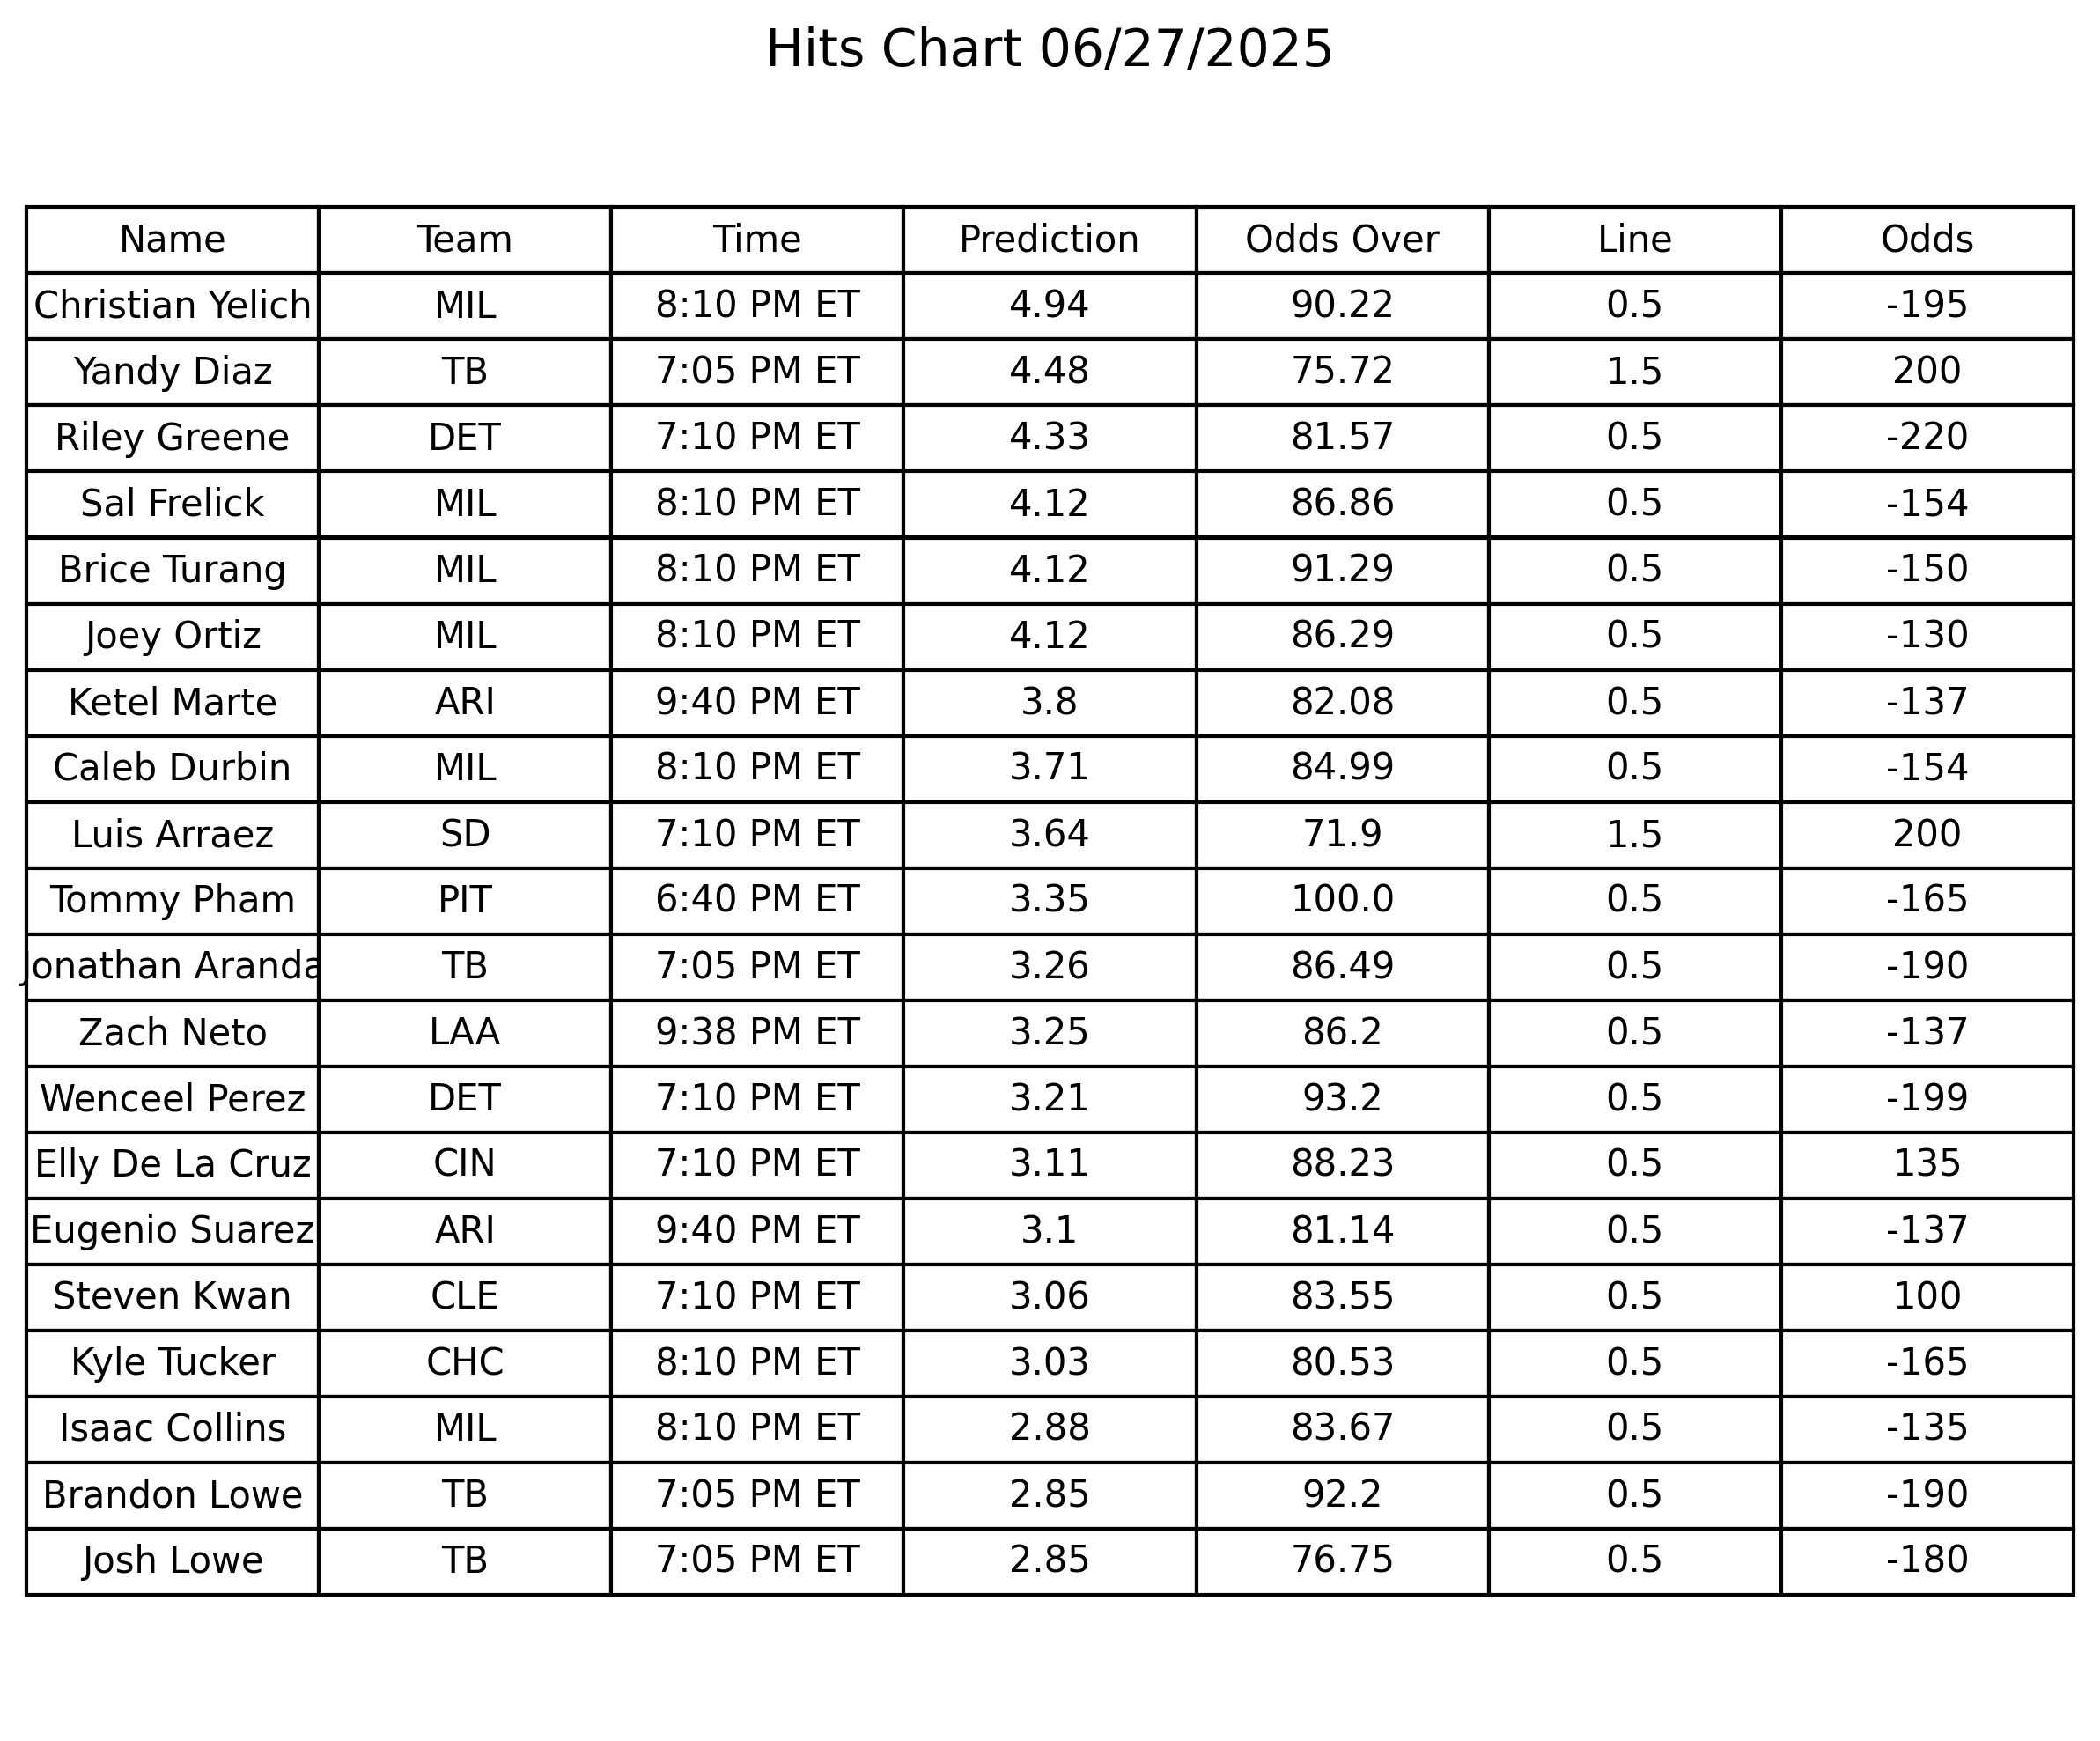 Hits Chart 06/27/2025
Name Team Time Prediction Odds Over Line Odds
Christian Yelich MIL 8:10 PM ET 4.94 90.22 0.5 -195
Yandy Diaz TB 7:05 PM ET 4.48 75.72 1.5 200
Riley Greene DET 7:10 PM ET 4.33 81.57 0.5 -220
Sal Frelick MIL 8:10 PM ET 4.12 86.86 0.5 -154
Brice Turang MIL 8:10 PM ET 4.12 91.29 0.5 -150
Joey Ortiz MIL 8:10 PM ET 4.12 86.29 0.5 -130
Ketel Marte ARI 9:40 PM ET 3.8 82.08 0.5 -137
Caleb Durbin MIL 8:10 PM ET 3.71 84.99 0.5 -154
Luis Arraez SD 7:10 PM ET 3.64 71.9 1.5 200
Tommy Pham PIT 6:40 PM ET 3.35 100.0 0.5 -165
Jonathan Aranda TB 7:05 PM ET 3.26 86.49 0.5 -190
Zach Neto LAA 9:38 PM ET 3.25 86.2 0.5 -137
Wenceel Perez DET 7:10 PM ET 3.21 93.2 0.5 -199
Elly De La Cruz CIN 7:10 PM ET 3.11 88.23 0.5 135
Eugenio Suarez ARI 9:40 PM ET 3.1 81.14 0.5 -137
Steven Kwan CLE 7:10 PM ET 3.06 83.55 0.5 100
Kyle Tucker CHC 8:10 PM ET 3.03 80.53 0.5 -165
Isaac Collins MIL 8:10 PM ET 2.88 83.67 0.5 -135
Brandon Lowe TB 7:05 PM ET 2.85 92.2 0.5 -190
Josh Lowe TB 7:05 PM ET 2.85 76.75 0.5 -180